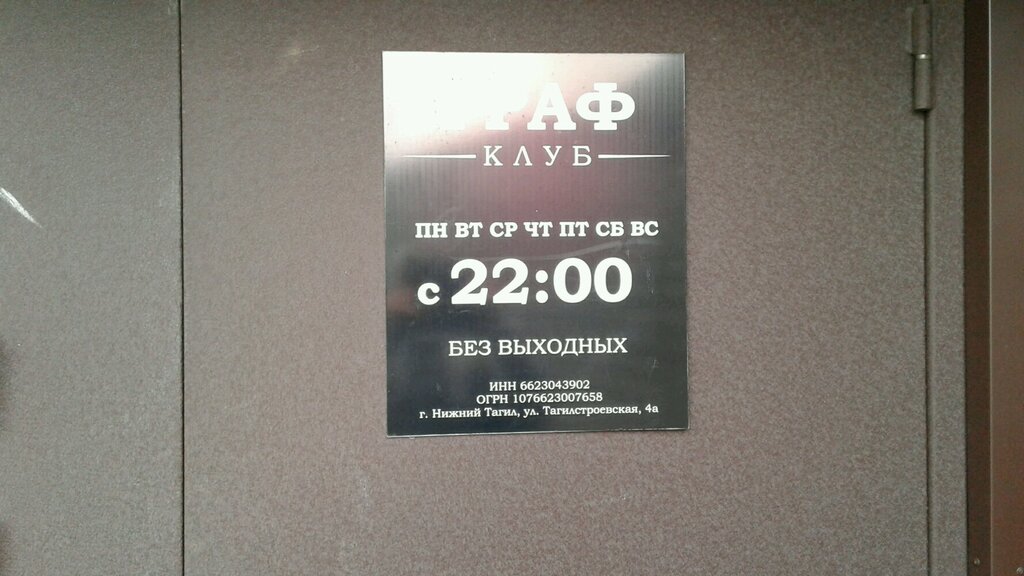 КЛУБ
ПН ВТ СР ЧТ ПТ СБ ВС
с 22:00
БЕЗ ВЫХОДНЫХ
ИНН 6623043902
ОГРН 1076623007658
г. Нижний Тагил, ул. Тагилстроевская, 4а